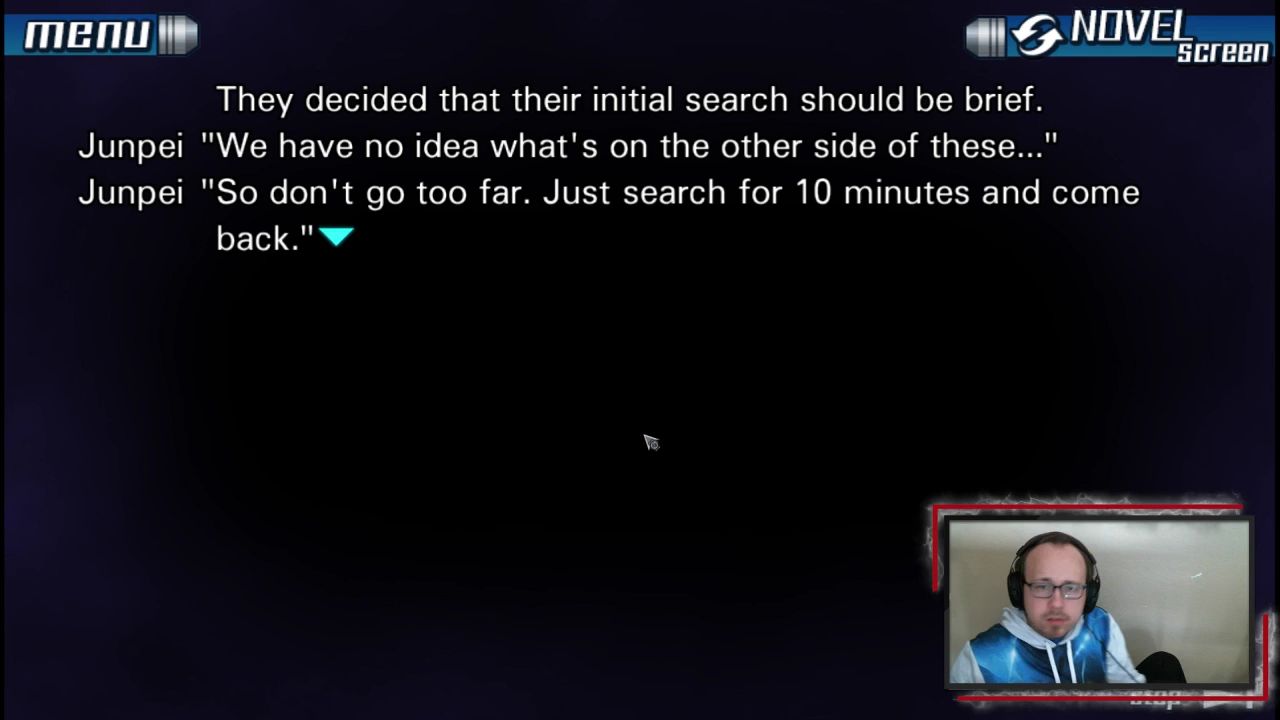 menu
NOVEL
screen
They decided that their initial search should be brief.
Junpei "We have no idea what's on the other side of these..."
Junpei "So don't go too far. Just search for 10 minutes and come
back."
stop